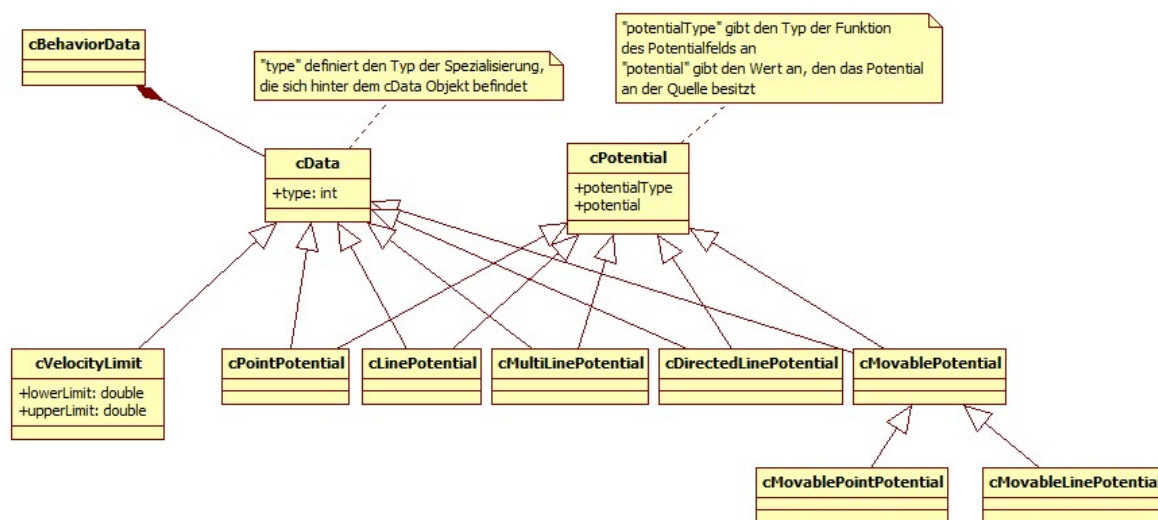 cBehaviorData
"type" definiert den Typ der Spezialisierung,
die sich hinter dem cData Objekt befindet
"potentialType" gibt den Typ der Funktion
des Potentialfelds an
"potential" gibt den Wert an, den das Potential
an der Quelle besitzt
cData
+type: int
cPotential
+potentialType
+potential
cVelocityLimit
+lowerLimit: double
+upperLimit: double
cPointPotential
cLinePotential
cMultiLinePotential
cDirectedLinePotential
cMovablePotential
cMovablePointPotential
cMovableLinePotential